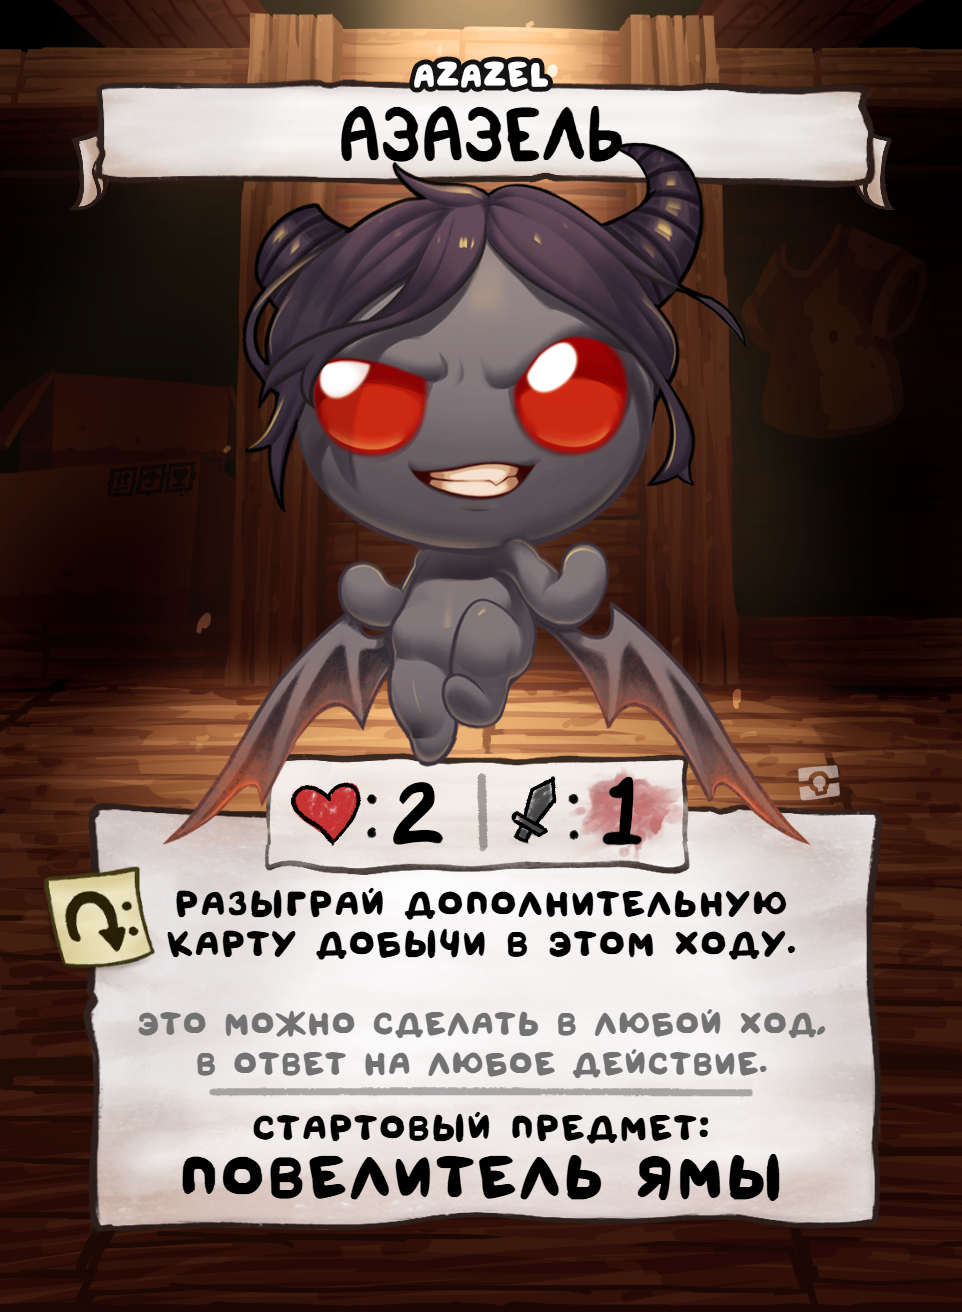 AZAZEL
АЗАЗЕЛЬ
: 2 | : 1
РАЗЫГРАЙ ДОПОЛНИТЕЛЬНУЮ
КАРТУ ДОБЫЧИ В ЭТОМ ХОДУ.
ЭТО МОЖНО СДЕЛАТЬ В ЛЮБОЙ ХОД,
В ОТВЕТ НА ЛЮБОЕ ДЕЙСТВИЕ.
СТАРТОВЫЙ ПРЕДМЕТ:
ПОВЕЛИТЕЛЬ ЯМЫ